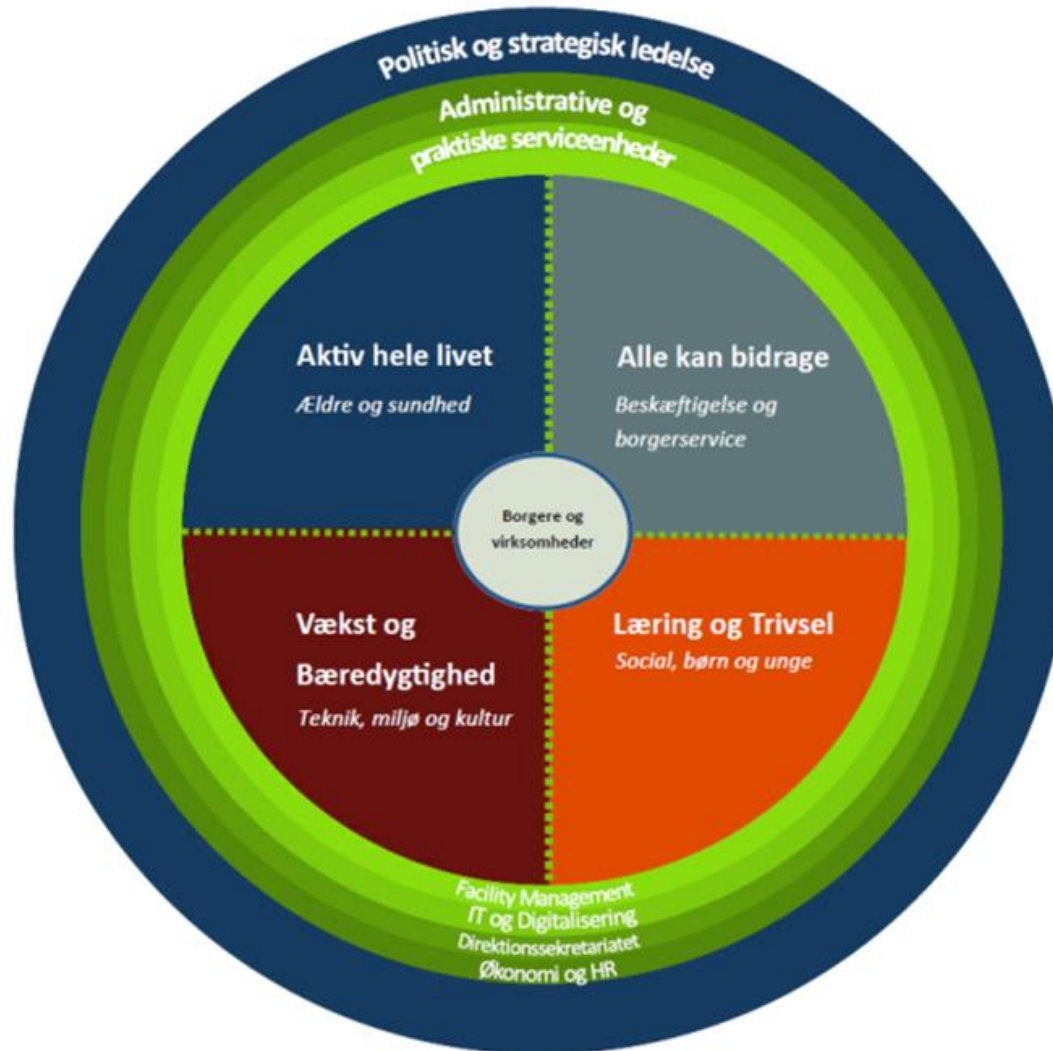 Politisk og strategisk ledelse
Administrative og
praktiske serviceenheder
Aktiv hele livet
Ældre og sundhed
Alle kan bidrage
Beskæftigelse og
borgerservice
Borgere og
virksomheder
Vækst og
Bæredygtighed
Teknik, miljø og kultur
Læring og Trivsel
Social, børn og unge
Facility Management
IT og Digitalisering
Direktionssekretariatet
Økonomi og HR